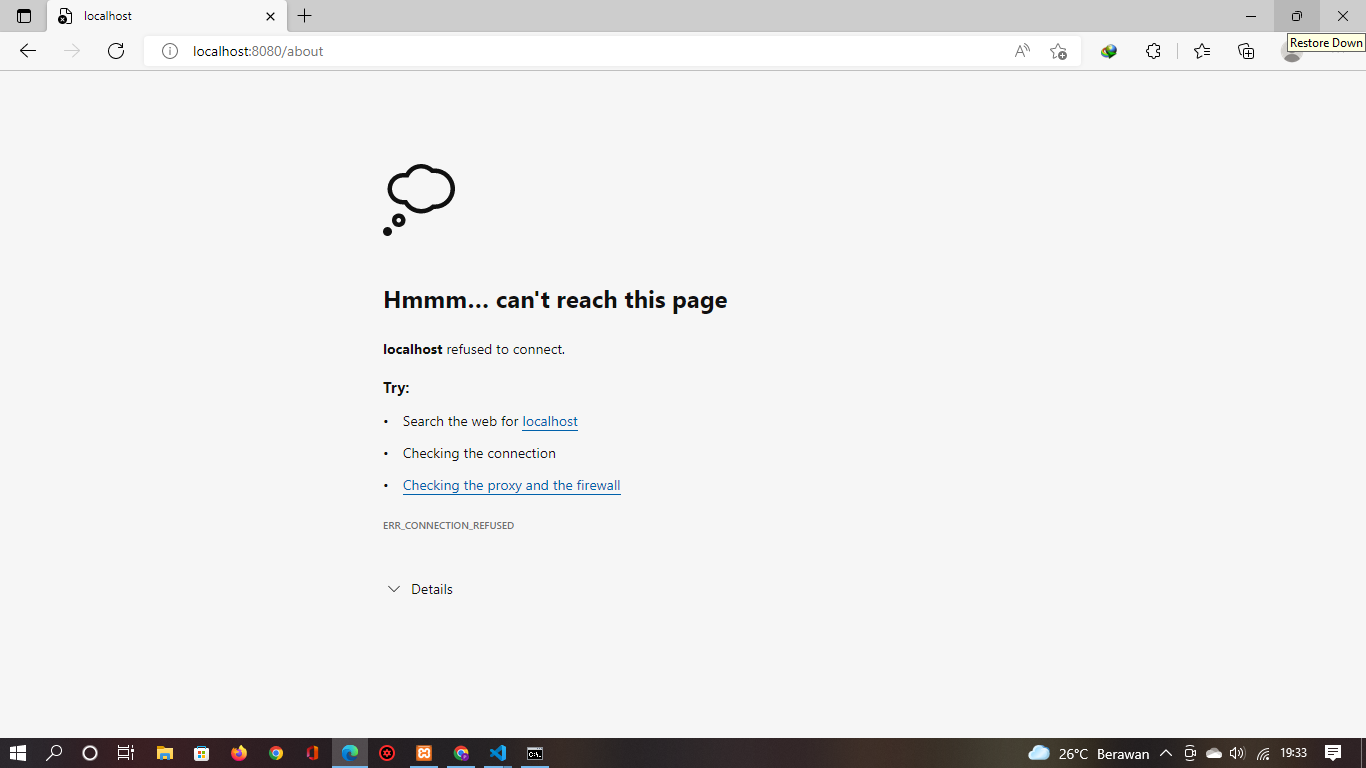 localhost
localhost:8080/about
Restore Down
Hmmm... can't reach this page
localhost refused to connect.
Try:
• Search the web for localhost
• Checking the connection
• Checking the proxy and the firewall
ERR_CONNECTION_REFUSED
Details
26°C Berawan
19:33